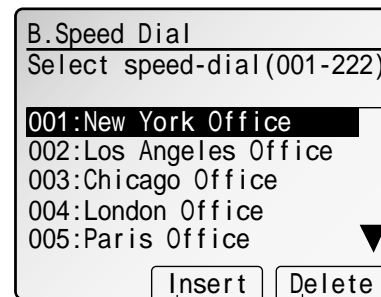 B.Speed Dial
Select speed-dial(001-222)
001:New York Office
002:Los Angeles Office
003:Chicago Office
004:London Office
005:Paris Office
Insert Delete